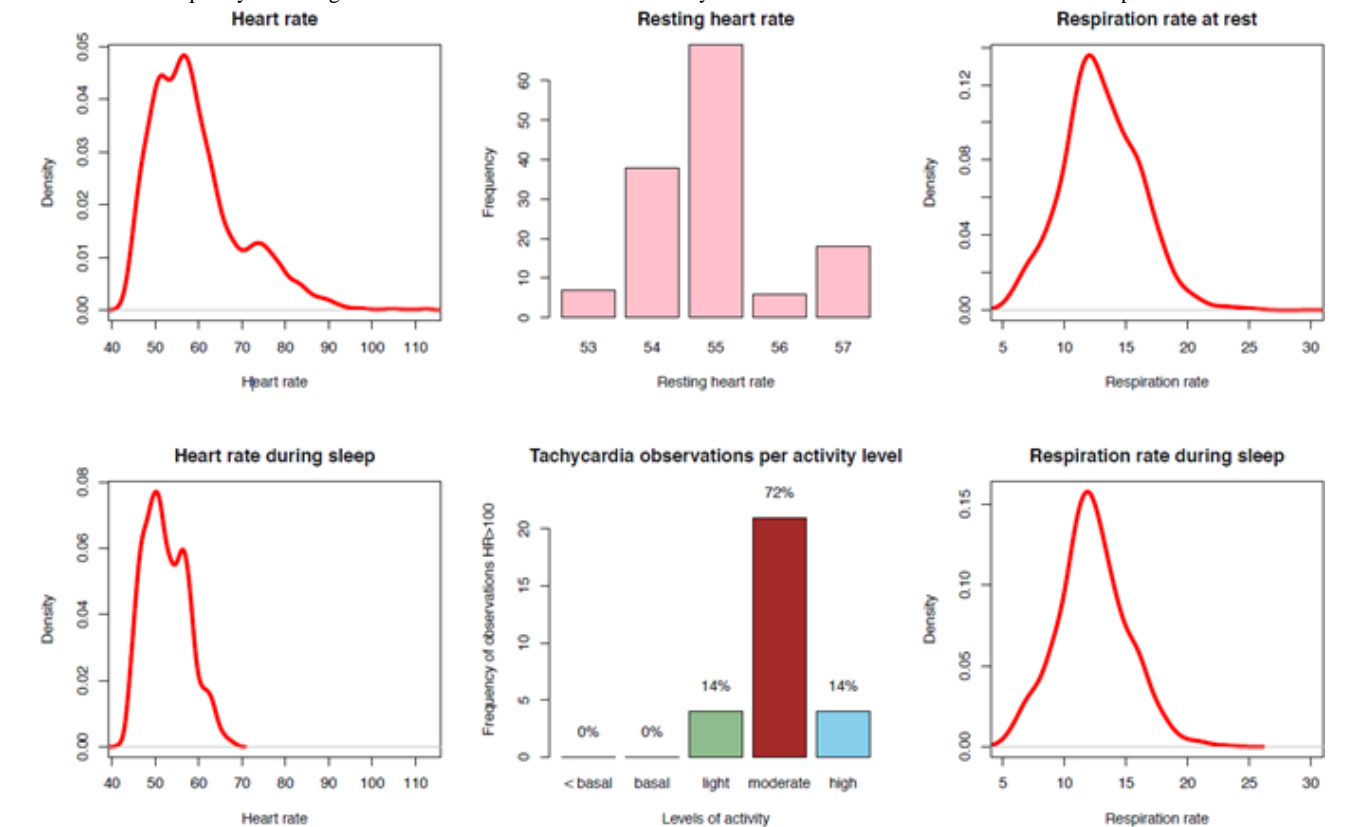 Heart rate
Density
0.00 0.01 0.02 0.03 0.04 0.05
40 50 60 70 80 90 100 110
Heart rate
Resting heart rate
Frequency
0 10 20 30 40 50 60
53 54 55 56 57
Resting heart rate
Respiration rate at rest
Density
0.00 0.04 0.08 0.12
5 10 15 20 25 30
Respiration rate
Heart rate during sleep
Density
0.00 0.02 0.04 0.06 0.08
40 50 60 70 80 90 100 110
Heart rate
Tachycardia observations per activity level
Frequency of observations HR>100
0 5 10 15 20
0% 0% 14% 72% 14%
< basal basal light moderate high
Levels of activity
Respiration rate during sleep
Density
0.00 0.05 0.10 0.15
5 10 15 20 25 30
Respiration rate